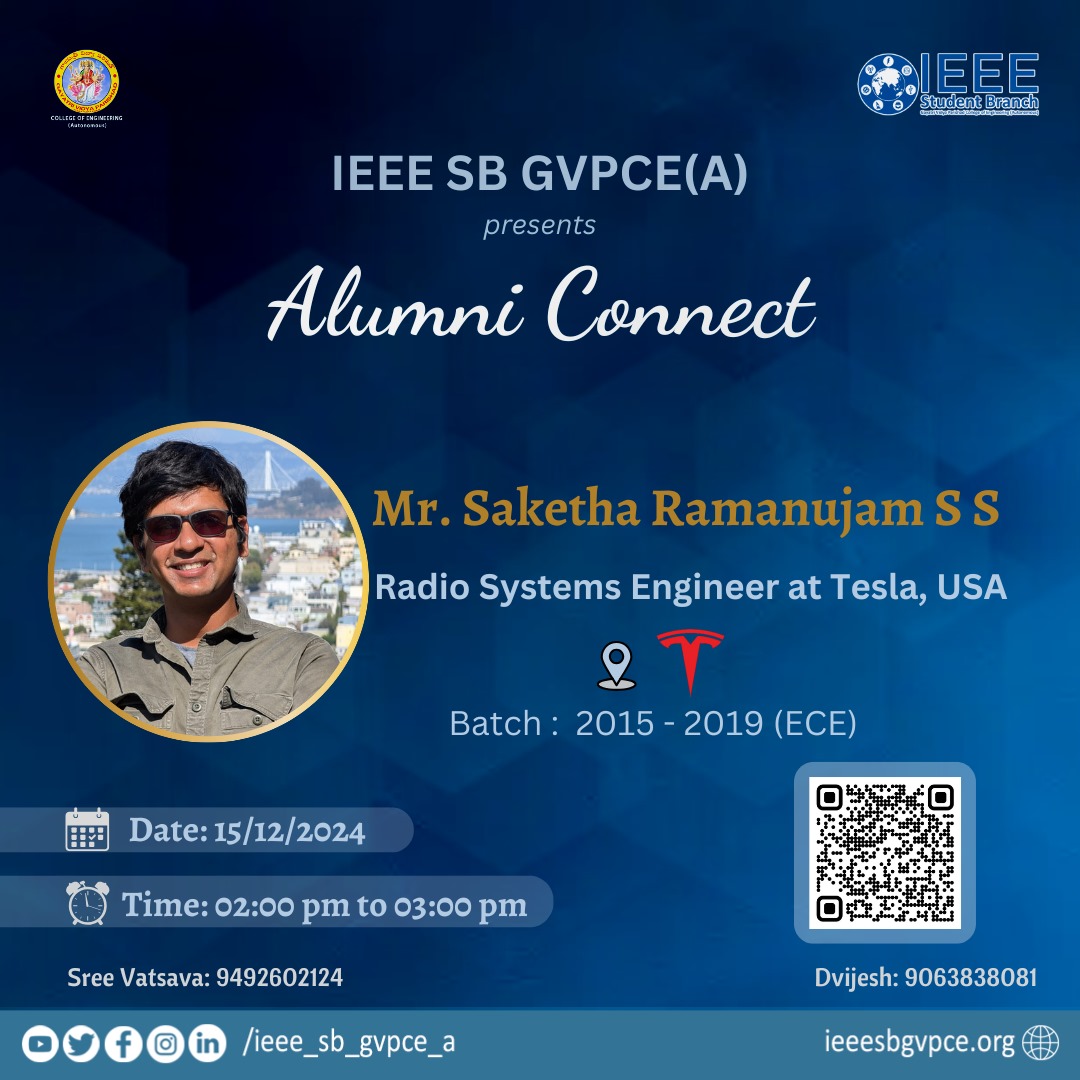 COLLEGE OF ENGINEERING
(Autonomous)
IEEE
Student Branch
IEEE SB GVPCE(A)
presents
Alumni Connect
Mr. Saketha Ramanujam S S
Radio Systems Engineer at Tesla, USA
Batch : 2015 - 2019 (ECE)
Date: 15/12/2024
Time: 02:00 pm to 03:00 pm
Sree Vatsava: 9492602124
Dvijesh: 9063838081
/ieee_sb_gvpce_a
ieeesbgvpce.org